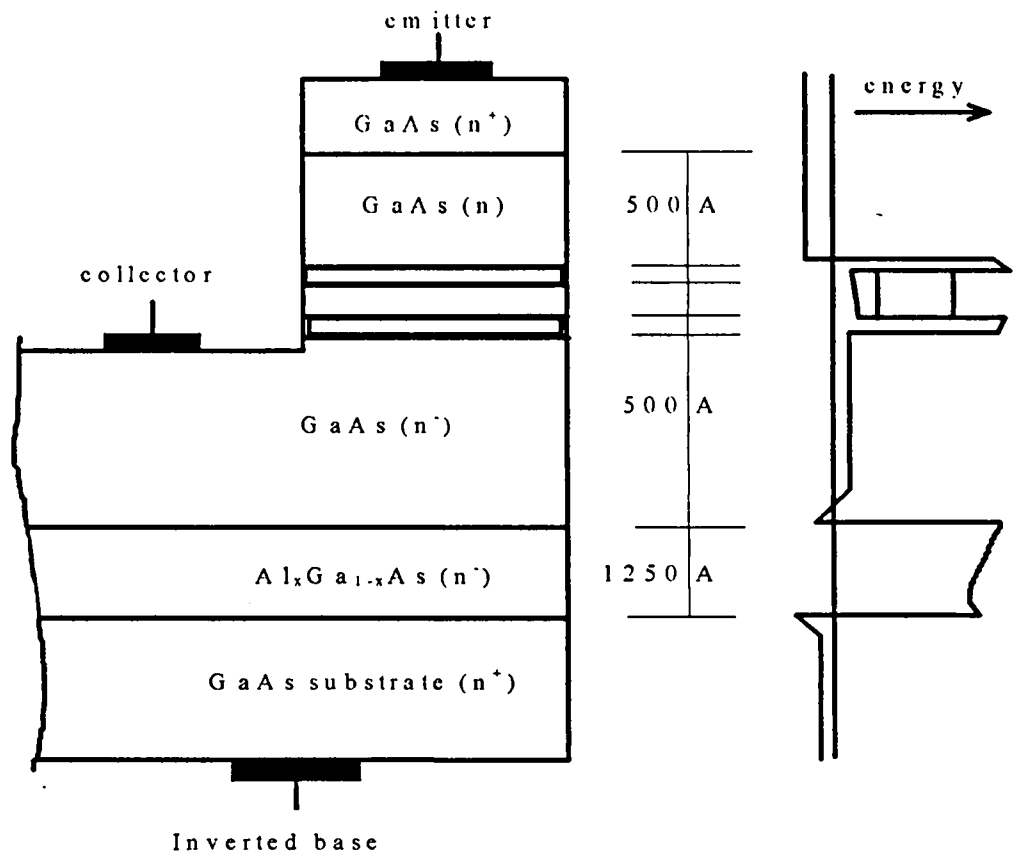 emitter
energy
GaAs (n⁺)
GaAs (n)
500 A
collector
GaAs (n⁻)
500 A
AlₓGa₁₋ₓAs (n⁻)
1250 A
GaAs substrate (n⁺)
Inverted base